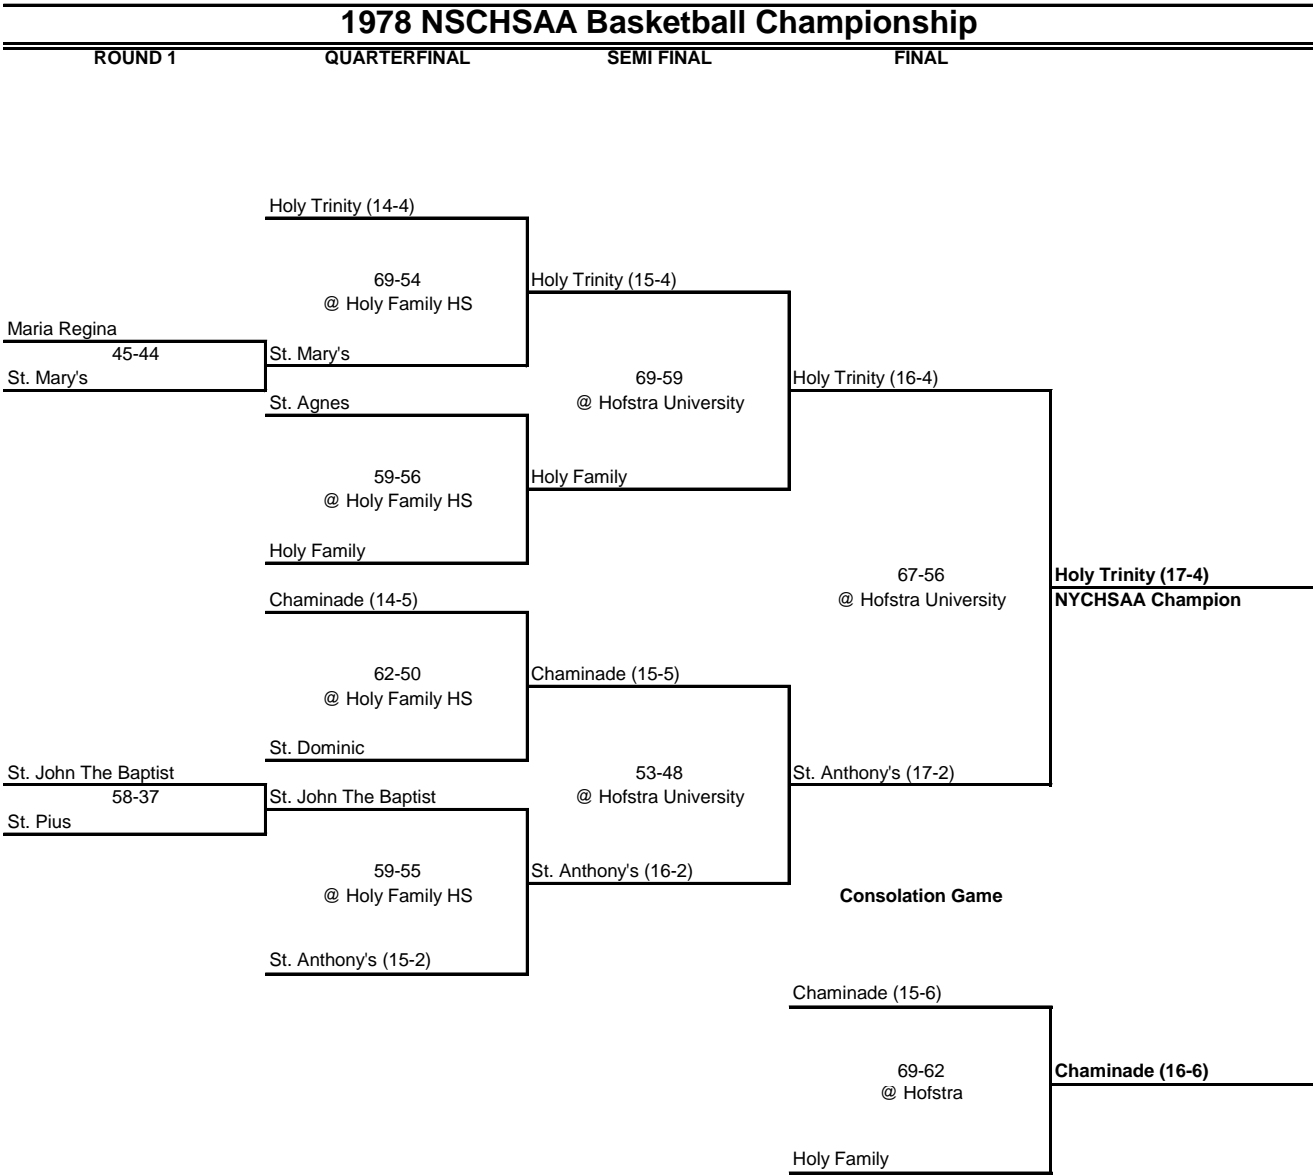 1978 NSCHSAA Basketball Championship
ROUND 1 QUARTERFINAL SEMI FINAL FINAL
Holy Trinity (14-4)
69-54 Holy Trinity (15-4)
@ Holy Family HS
Maria Regina
45-44 St. Mary's
St. Mary's 69-59 Holy Trinity (16-4)
St. Agnes @ Hofstra University
59-56 Holy Family
@ Holy Family HS
Holy Family
67-56 Holy Trinity (17-4)
Chaminade (14-5) @ Hofstra University NYCHSAA Champion
62-50 Chaminade (15-5)
@ Holy Family HS
St. Dominic
St. John The Baptist 53-48 St. Anthony's (17-2)
58-37 St. John The Baptist @ Hofstra University
St. Pius
59-55 St. Anthony's (16-2)
@ Holy Family HS Consolation Game
St. Anthony's (15-2)
Chaminade (15-6)
69-62 Chaminade (16-6)
@ Hofstra
Holy Family